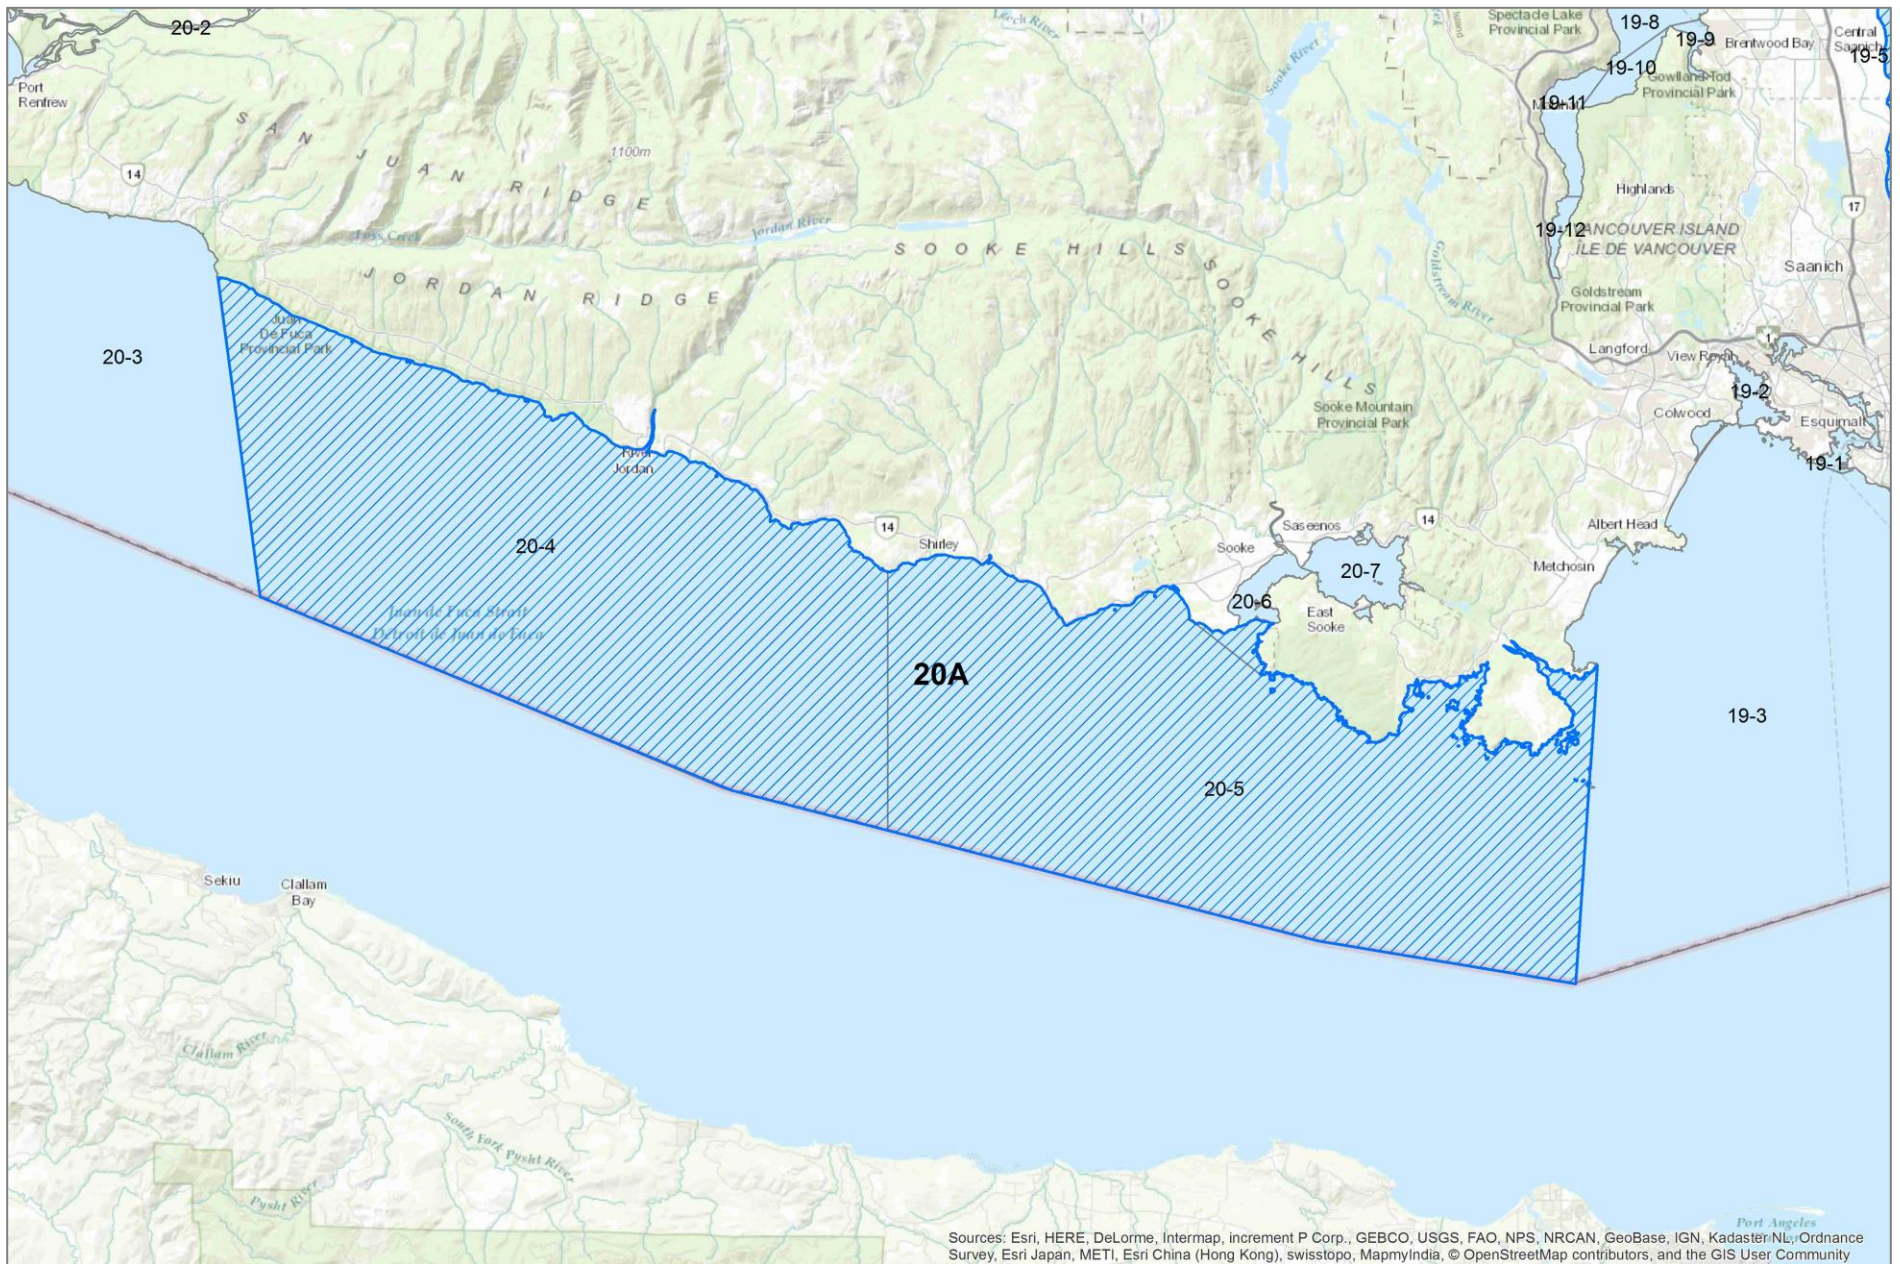 20-2
Leech River
Spectacle Lake
Provincial Park
19-8
19-9
Brentwood Bay
Central
Saanich
19-5
Port
Renfrew
Sooke River
19-10
Gowlland Tod
Provincial Park
19-11
SAN JUAN RIDGE
1100m
14
Highlands
17
Loss Creek
Jordan River
SOOKE HILLS
SOOKE HILLS
Goldstream River
19-12
VANCOUVER ISLAND
ÎLE DE VANCOUVER
Saanich
JORDAN RIDGE
Goldstream
Provincial Park
Juan
De Fuca
Provincial Park
20-3
1
Langford
View Royal
19-2
Sooke Mountain
Provincial Park
Colwood
Esquimalt
River
Jordan
19-1
14
14
Albert Head
Saseenos
20-4
Shirley
Sooke
Metchosin
20-7
20-6
East
Sooke
Juan de Fuca Strait
Détroit de Juan de Fuca
20A
19-3
20-5
Sekiu
Clallam
Bay
Clallam River
South Fork Pysht River
Pysht River
Port Angeles
Sources: Esri, HERE, DeLorme, Intermap, increment P Corp., GEBCO, USGS, FAO, NPS, NRCAN, GeoBase, IGN, Kadaster NL, Ordnance
Survey, Esri Japan, METI, Esri China (Hong Kong), swisstopo, MapmyIndia, © OpenStreetMap contributors, and the GIS User Community